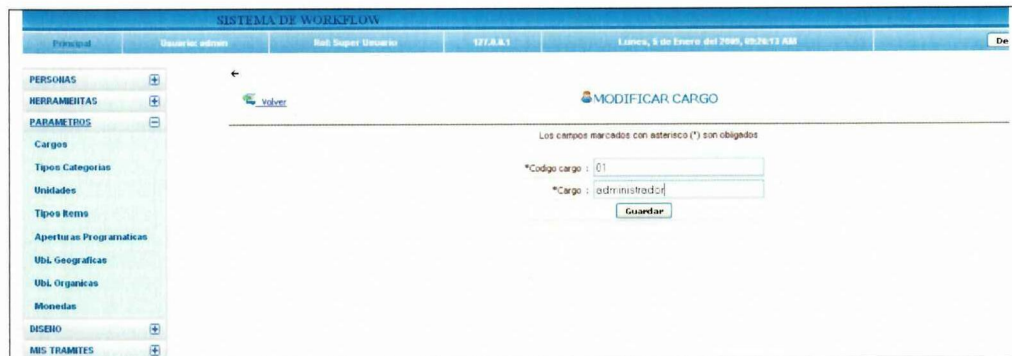 SISTEMA DE WORKFLOW
Principal Usuario: admin Rol: Super Usuario 127.0.0.1 Lunes, 5 de Enero del 2009, 09:26:13 AM De
PERSONAS
HERRAMIENTAS
PARAMETROS
Cargos
Tipos Categorias
Unidades
Tipos Items
Aperturas Programaticas
Ubi. Geograficas
Ubi. Organicas
Monedas
DISEÑO
MIS TRAMITES
Volver
MODIFICAR CARGO
Los campos marcados con asterisco (*) son obligados
*Codigo cargo : 01
*Cargo : administrador
Guardar